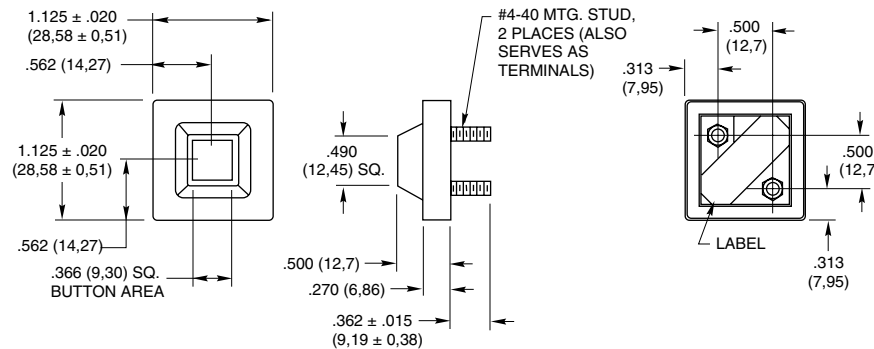 1.125 ± .020
(28,58 ± 0,51)
.562 (14,27)
1.125 ± .020
(28,58 ± 0,51)
.562 (14,27)
.366 (9,30) SQ.
BUTTON AREA
#4-40 MTG. STUD,
2 PLACES (ALSO
SERVES AS
TERMINALS)
.490
(12,45) SQ.
.500 (12,7)
.270 (6,86)
.362 ± .015
(9,19 ± 0,38)
.500
(12,7)
.313
(7,95)
.500
(12,7
LABEL
.313
(7,95)